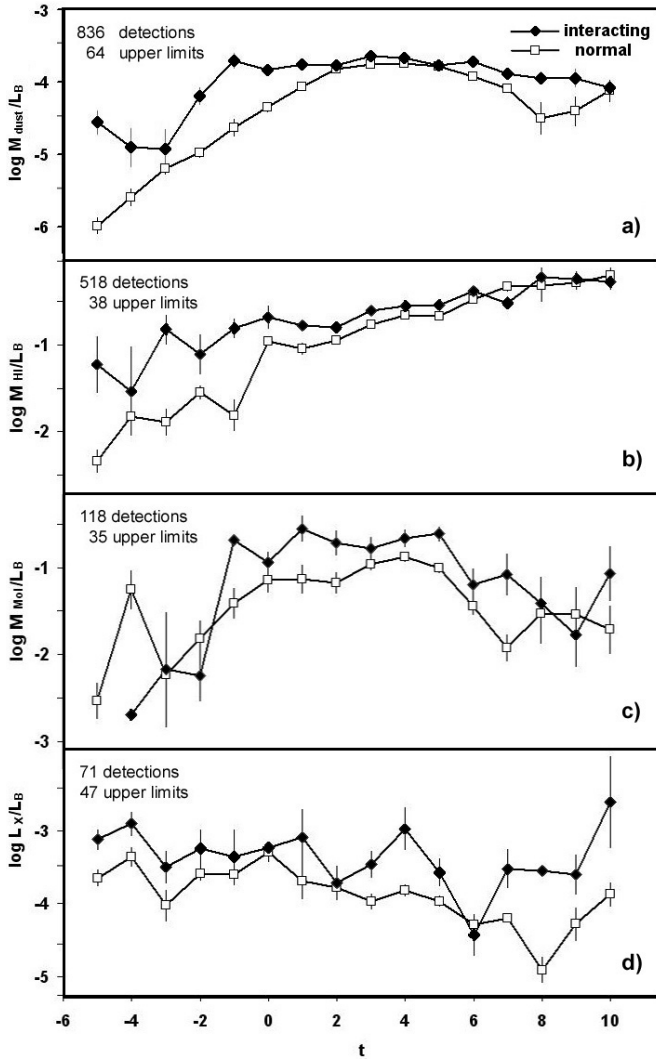 -3
836 detections
64 upper limits
interacting
normal
-4
log M dust/LB
-5
-6
a)
518 detections
38 upper limits
-1
log M HI/LB
-2
b)
118 detections
35 upper limits
-1
log M Mol/LB
-2
c)
-3
71 detections
47 upper limits
-3
log L X/LB
-4
d)
-5
-6 -4 -2 0 2 4 6 8 10 12
t